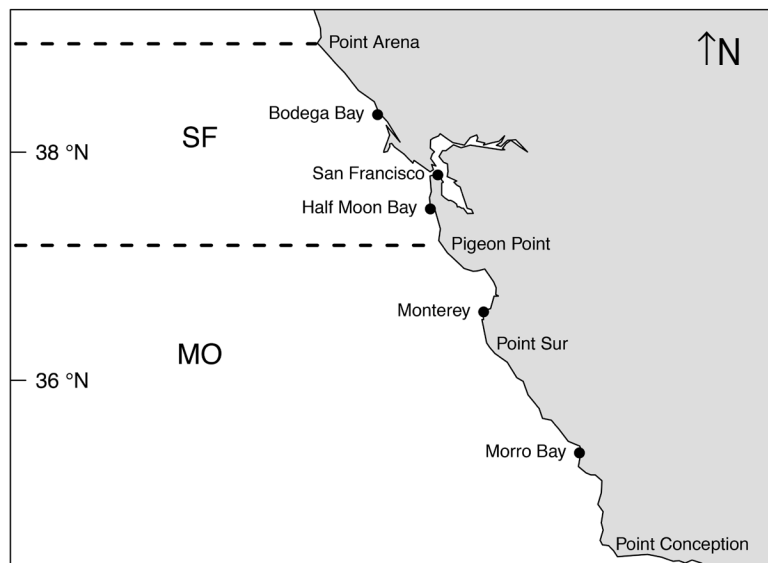 Point Arena
↑N
Bodega Bay
SF
38 °N
San Francisco
Half Moon Bay
Pigeon Point
Monterey
Point Sur
MO
36 °N
Morro Bay
Point Conception